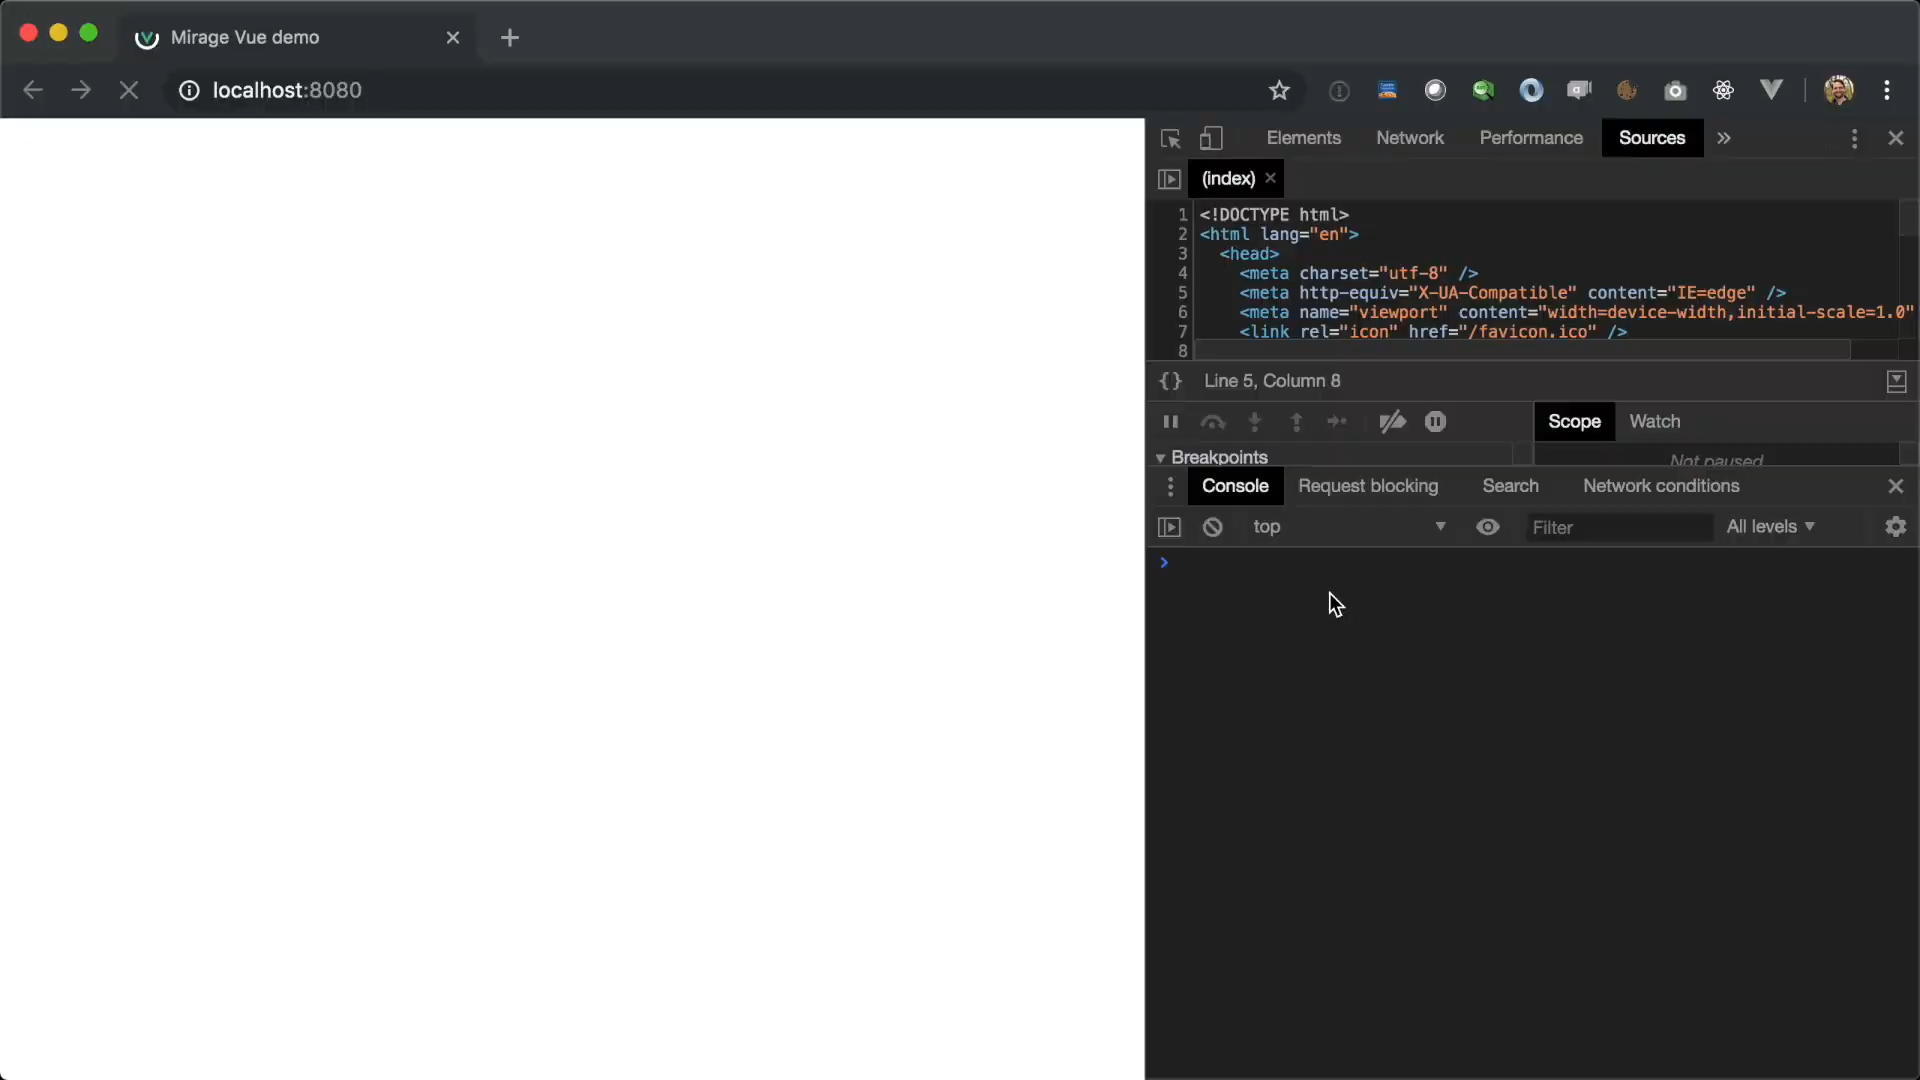 Mirage Vue demo
localhost:8080
Elements Network Performance Sources
(index)
1 <!DOCTYPE html>
2 <html lang="en">
3 <head>
4 <meta charset="utf-8" />
5 <meta http-equiv="X-UA-Compatible" content="IE=edge" />
6 <meta name="viewport" content="width=device-width,initial-scale=1.0"
7 <link rel="icon" href="/favicon.ico" />
8
{} Line 5, Column 8
Scope Watch
Breakpoints
Not paused
Console Request blocking Search Network conditions
top Filter All levels